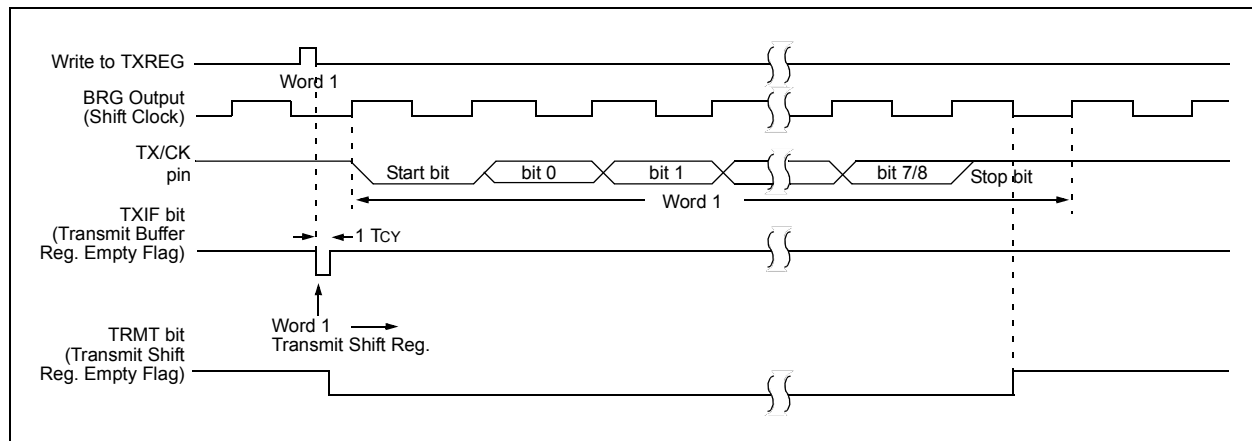 Write to TXREG
Word 1
BRG Output
(Shift Clock)
TX/CK
pin
Start bit
bit 0
bit 1
bit 7/8
Stop bit
Word 1
TXIF bit
(Transmit Buffer
Reg. Empty Flag)
1 TCY
Word 1
Transmit Shift Reg.
TRMT bit
(Transmit Shift
Reg. Empty Flag)